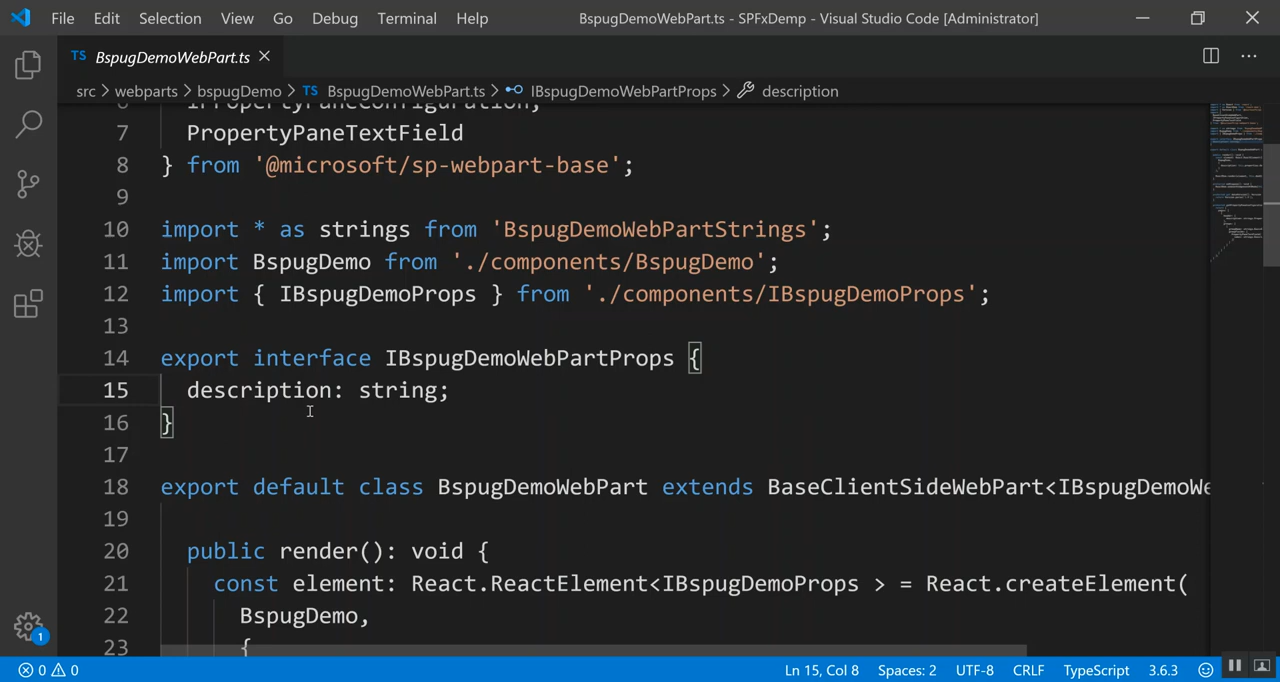 File Edit Selection View Go Debug Terminal Help BspugDemoWebPart.ts - SPFxDemp - Visual Studio Code [Administrator]
TS BspugDemoWebPart.ts
src > webparts > bspugDemo > TS BspugDemoWebPart.ts > IBspugDemoWebPartProps > description
6 IPropertyPaneConfiguration,
7 PropertyPaneTextField
8 } from '@microsoft/sp-webpart-base';
9
10 import * as strings from 'BspugDemoWebPartStrings';
11 import BspugDemo from './components/BspugDemo';
12 import { IBspugDemoProps } from './components/IBspugDemoProps';
13
14 export interface IBspugDemoWebPartProps {
15 description: string;
16 }
17
18 export default class BspugDemoWebPart extends BaseClientSideWebPart<IBspugDemoWe
19
20 public render(): void {
21 const element: React.ReactElement<IBspugDemoProps > = React.createElement(
22 BspugDemo,
23 {
1
0 0 Ln 15, Col 8 Spaces: 2 UTF-8 CRLF TypeScript 3.6.3